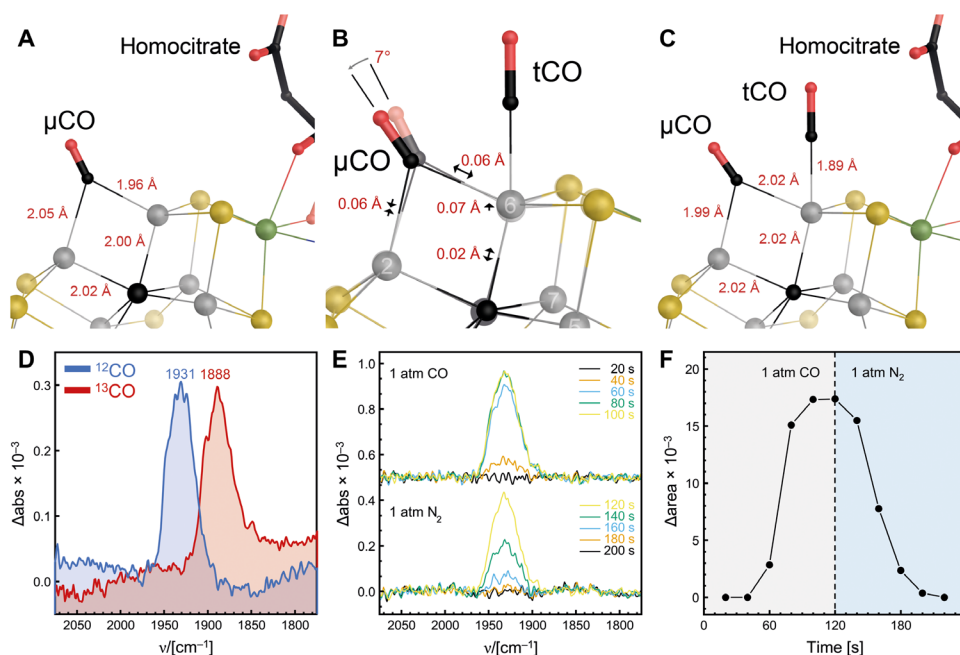 A
Homocitrate
μCO
1.96 Å
2.05 Å
2.00 Å
2.02 Å
B
7°
tCO
μCO
0.06 Å
0.06 Å
0.07 Å
6
0.02 Å
2
7
5
C
Homocitrate
tCO
μCO
1.89 Å
2.02 Å
1.99 Å
2.02 Å
2.02 Å
D
¹²CO
¹³CO
1931
1888
0.3
0.1
0.0
Δabs × 10⁻³
2050
2000
1950
1900
1850
1800
ν/[cm⁻¹]
E
1 atm CO
20 s
40 s
60 s
80 s
100 s
1.0
0.8
0.6
0.4
0.2
0.0
1 atm N₂
120 s
140 s
160 s
180 s
200 s
Δabs × 10⁻³
2050
2000
1950
1900
1850
1800
ν/[cm⁻¹]
F
1 atm CO
1 atm N₂
15
10
5
0
Δarea × 10⁻³
0
60
120
180
Time [s]